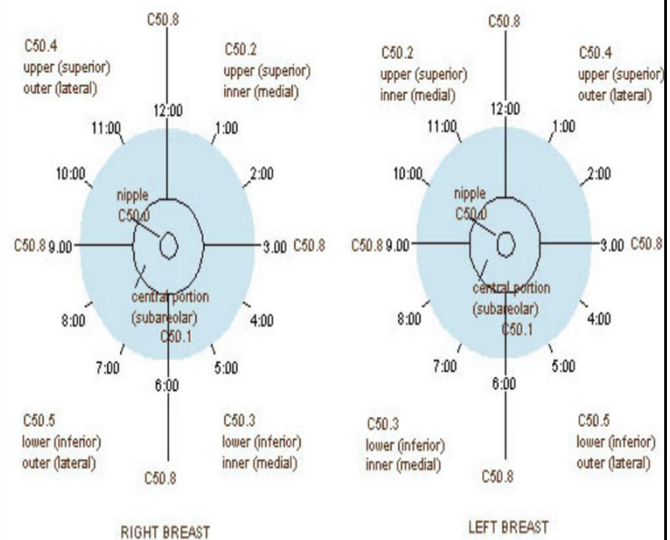 C50.8
C50.4
upper (superior)
outer (lateral)
C50.2
upper (superior)
inner (medial)
12:00
11:00
1:00
10:00
2:00
nipple
C50.0
C50.8 9.00
3.00 C50.8
central portion
(subareolar)
C50.1
8:00
4:00
7:00
5:00
6:00
C50.5
lower (inferior)
outer (lateral)
C50.3
lower (inferior)
inner (medial)
C50.8
RIGHT BREAST
C50.8
C50.2
upper (superior)
inner (medial)
C50.4
upper (superior)
outer (lateral)
12:00
11:00
1:00
10:00
2:00
nipple
C50.0
C50.8 9.00
3.00 C50.8
central portion
(subareolar)
C50.1
8:00
4:00
7:00
5:00
6:00
C50.3
lower (inferior)
inner (medial)
C50.5
lower (inferior)
outer (lateral)
C50.8
LEFT BREAST